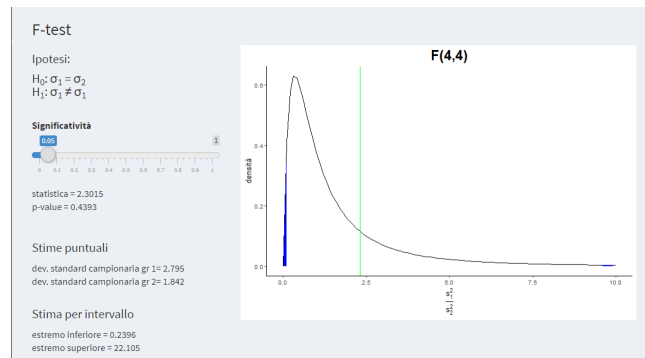 F-test
Ipotesi:
H₀: σ₁ = σ₂
H₁: σ₁ ≠ σ₁
Significatività
0.05 1
0 0.1 0.2 0.3 0.4 0.5 0.6 0.7 0.8 0.9 1
statistica = 2.3015
p-value = 0.4393
Stime puntuali
dev. standard campionaria gr 1= 2.795
dev. standard campionaria gr 2= 1.842
Stima per intervallo
estremo inferiore = 0.2396
estremo superiore = 22.105
F(4,4)
densità
0.6
0.4
0.2
0.0
0.0 2.5 5.0 7.5 10.0